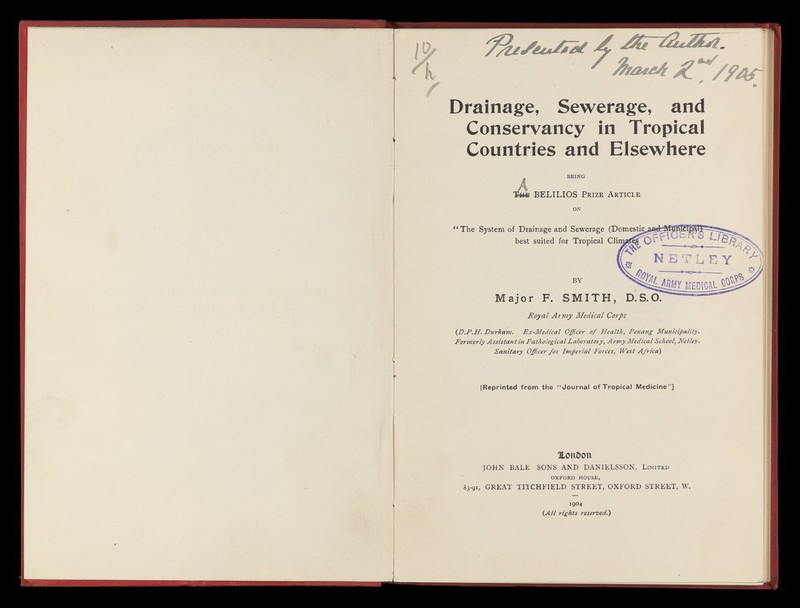 10/h
Presented by the Author.
March 2nd, 1905.
Drainage, Sewerage, and
Conservancy in Tropical
Countries and Elsewhere
BEING
A
THE BELILIOS PRIZE ARTICLE
ON
"The System of Drainage and Sewerage (Domestic and Municipal)
best suited for Tropical Climates
THE OFFICER'S LIBRARY
NETLEY
ROYAL ARMY MEDICAL CORPS
BY
Major F. SMITH, D.S.O.
Royal Army Medical Corps
(D.P.H. Durham. Ex-Medical Officer of Health, Penang Municipality.
Formerly Assistant in Pathological Laboratory, Army Medical School, Netley.
Sanitary Officer for Imperial Forces, West Africa)
[Reprinted from the "Journal of Tropical Medicine"]
London
JOHN BALE SONS AND DANIELSSON, LIMITED
OXFORD HOUSE,
83-91, GREAT TITCHFIELD STREET, OXFORD STREET, W.
1904
(All rights reserved.)